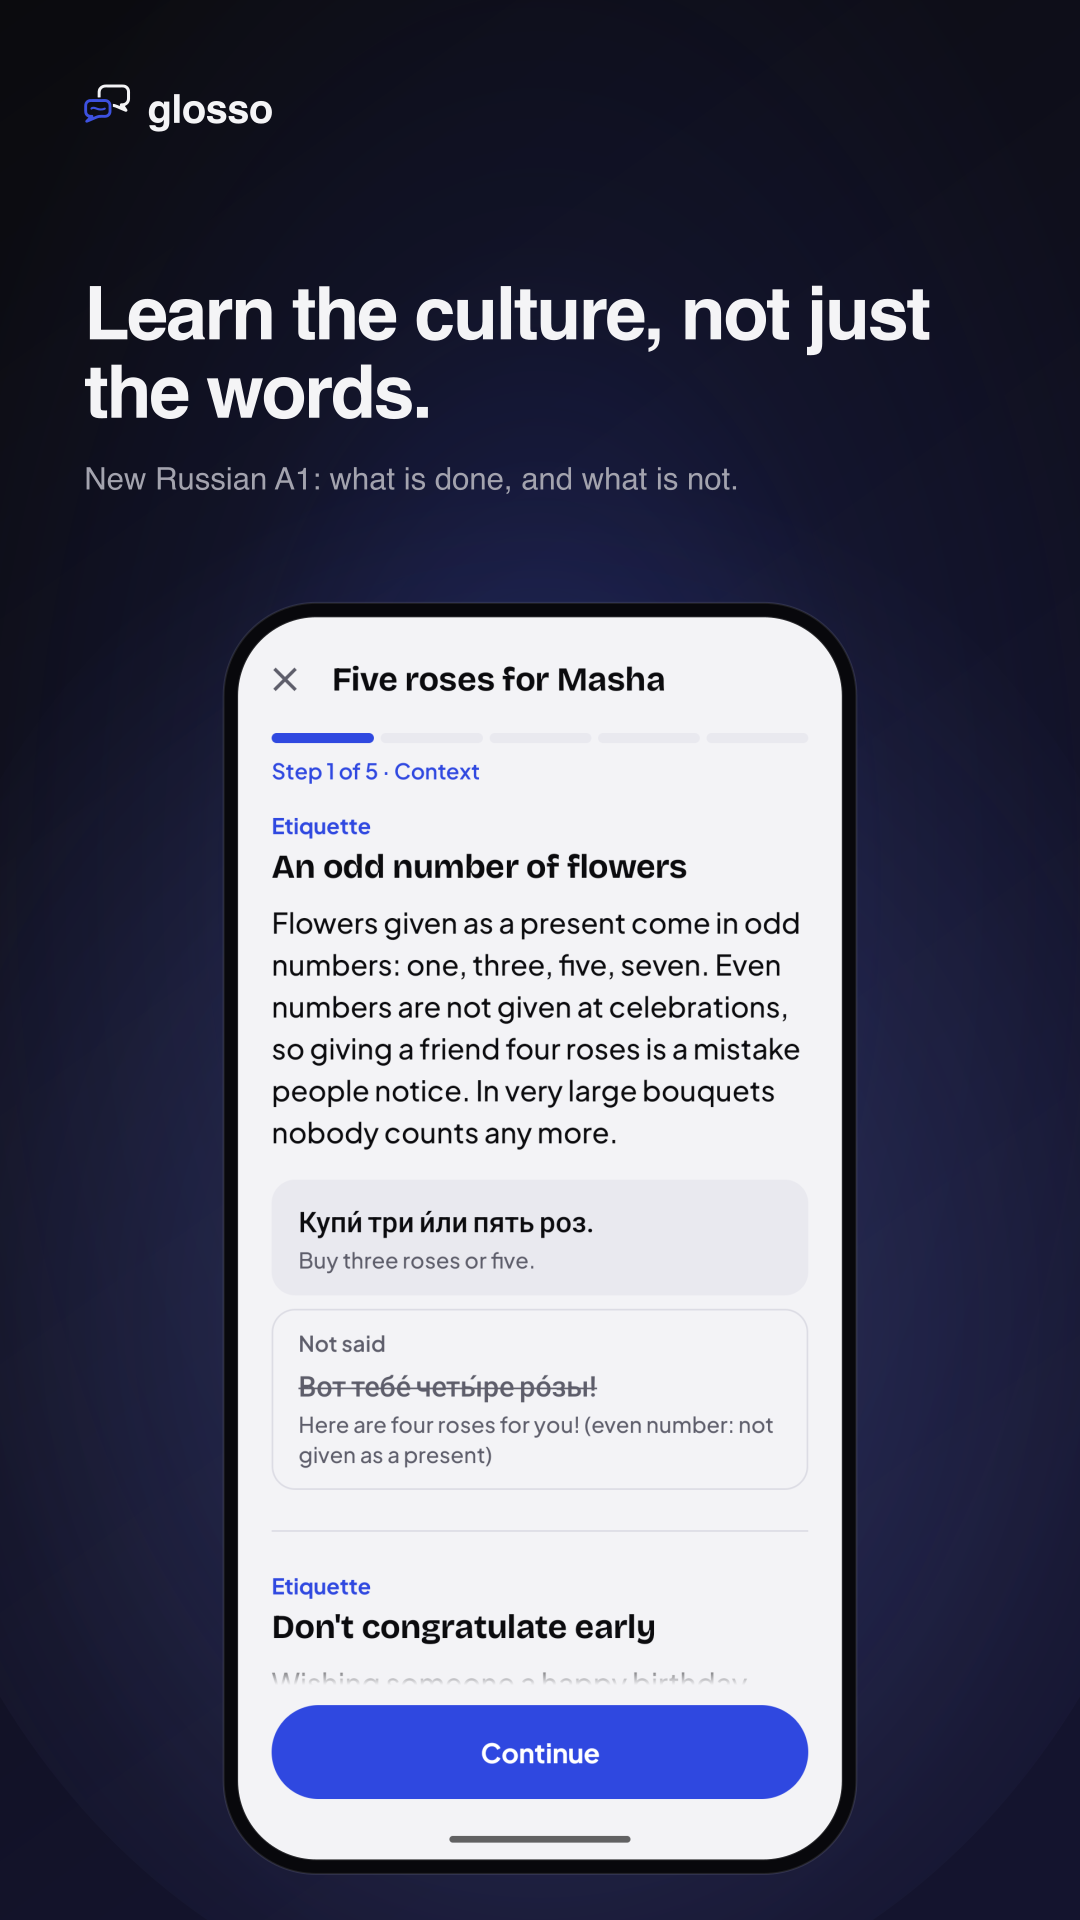 glosso
Learn the culture, not just
the words.
New Russian A1: what is done, and what is not.
Five roses for Masha
Step 1 of 5 · Context
Etiquette
An odd number of flowers
Flowers given as a present come in odd
numbers: one, three, five, seven. Even
numbers are not given at celebrations,
so giving a friend four roses is a mistake
people notice. In very large bouquets
nobody counts any more.
Купи́ три и́ли пять роз.
Buy three roses or five.
Not said
Вот тебе́ четы́ре ро́зы!
Here are four roses for you! (even number: not
given as a present)
Etiquette
Don't congratulate early
Wishing someone a happy birthday
Continue